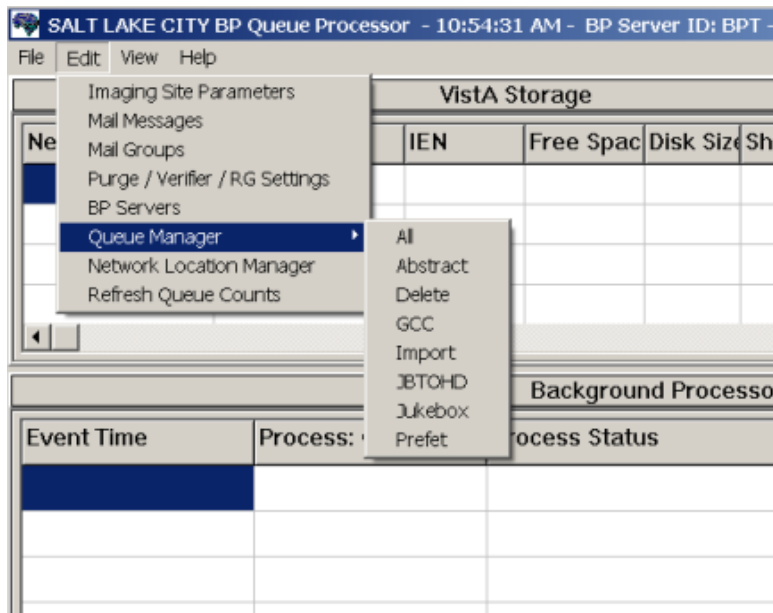 SALT LAKE CITY BP Queue Processor - 10:54:31 AM - BP Server ID: BPT -
File Edit View Help
VistA Storage
Ne IEN Free Spac Disk Size Sh
Imaging Site Parameters
Mail Messages
Mail Groups
Purge / Verifier / RG Settings
BP Servers
Queue Manager
Network Location Manager
Refresh Queue Counts
All
Abstract
Delete
GCC
Import
JBTOHD
Jukebox
Prefet
Background Processo
Event Time Process: rocess Status